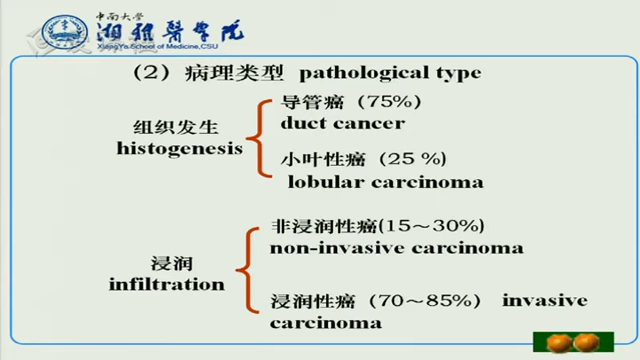 中南大学
湘雅醫学院
XiangYa School of Medicine,CSU
(2) 病理类型 pathological type
导管癌 (75%)
duct cancer
组织发生
histogenesis
小叶性癌 (25 %)
lobular carcinoma
非浸润性癌(15～30%)
non-invasive carcinoma
浸润
infiltration
浸润性癌 (70～85%) invasive
carcinoma